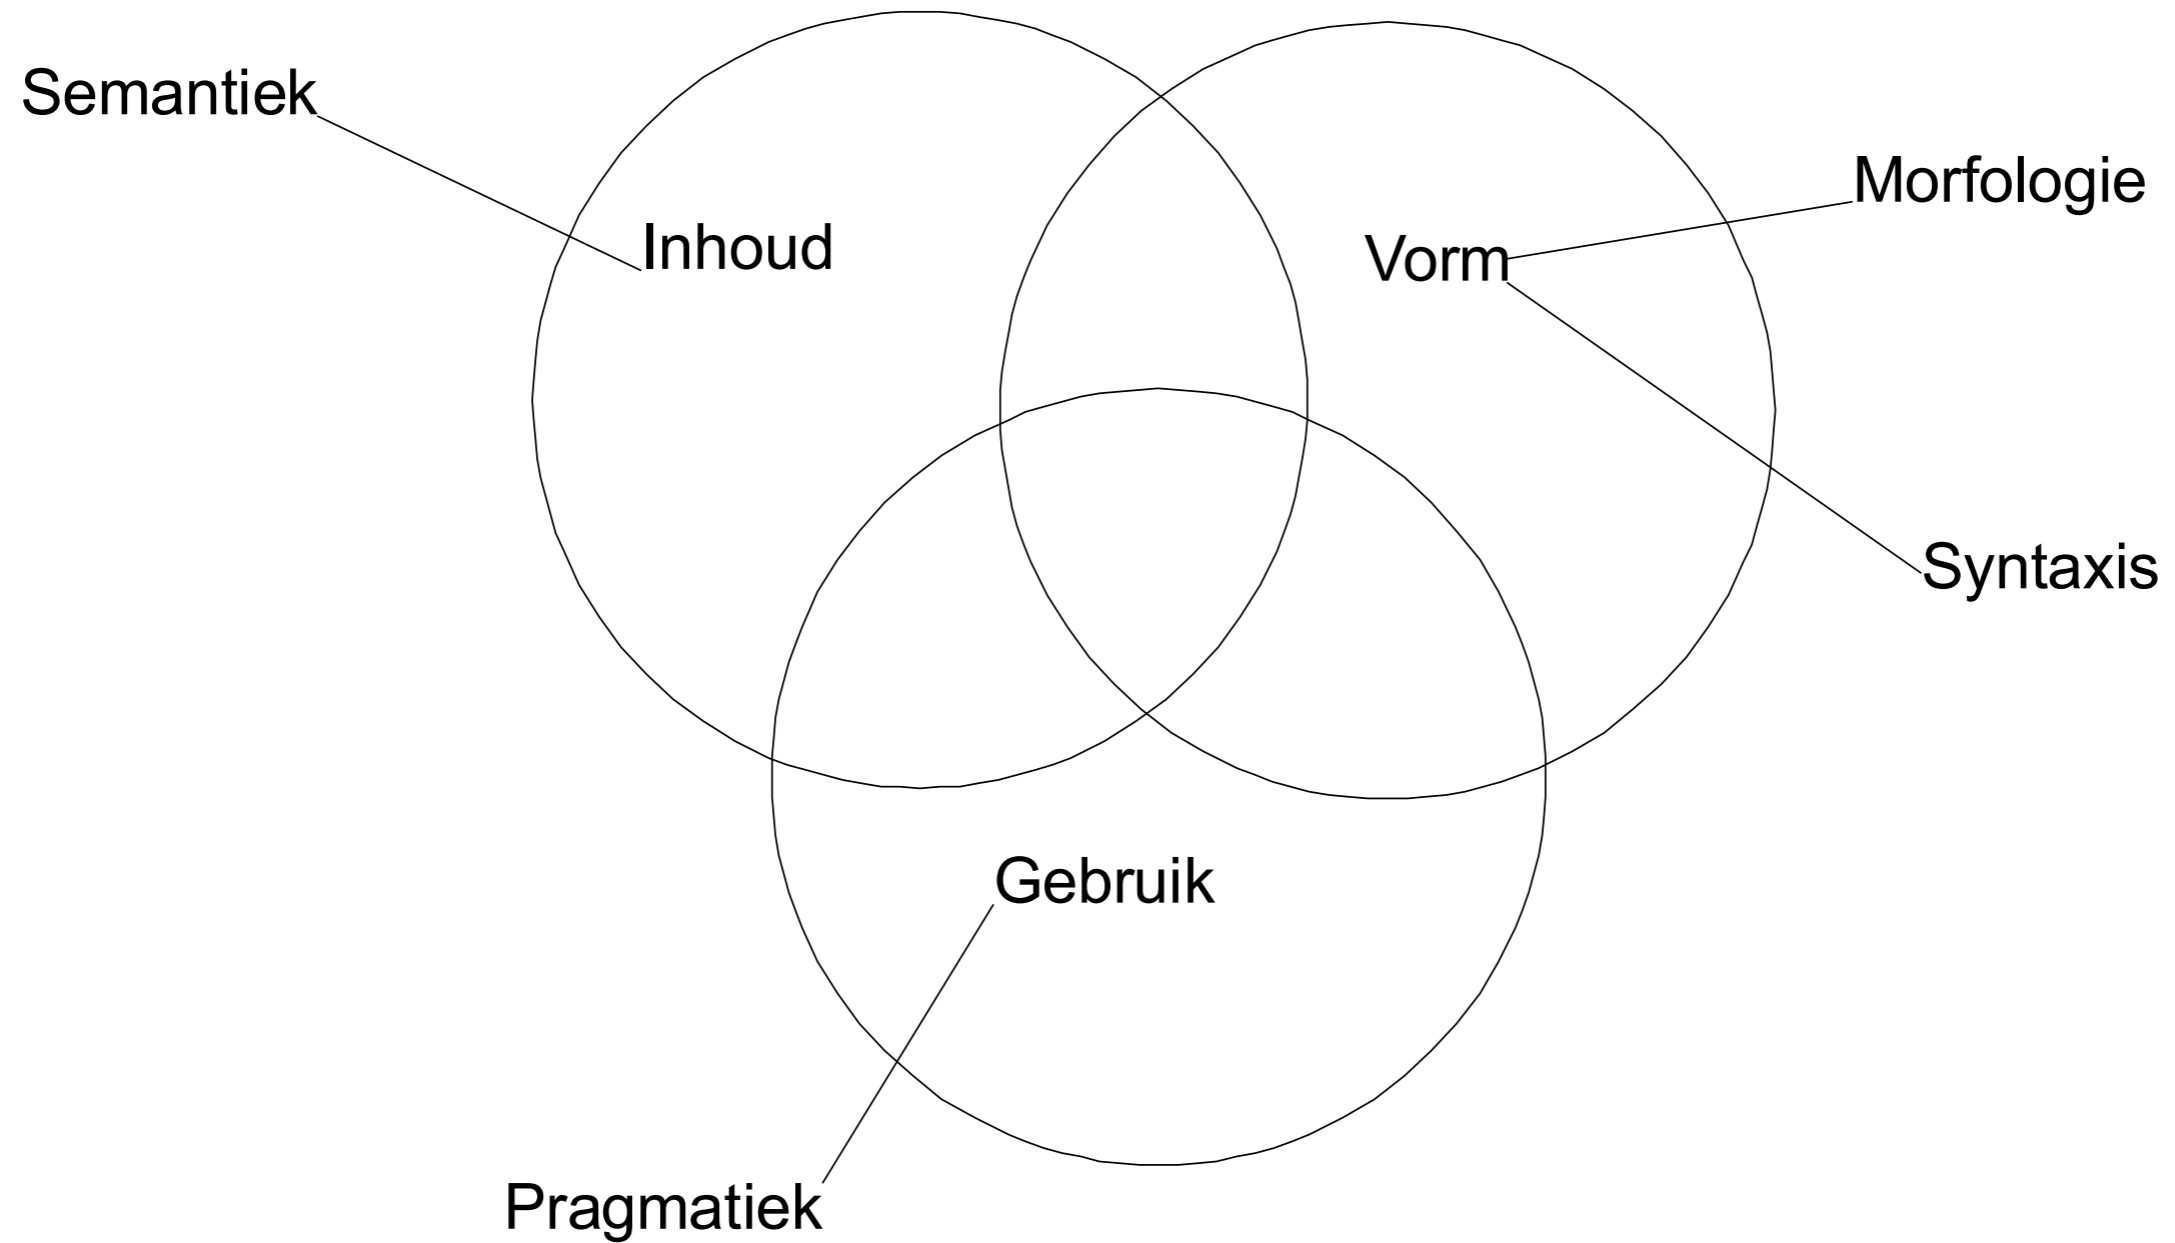 Semantiek
Morfologie
Inhoud
Vorm
Syntaxis
Gebruik
Pragmatiek